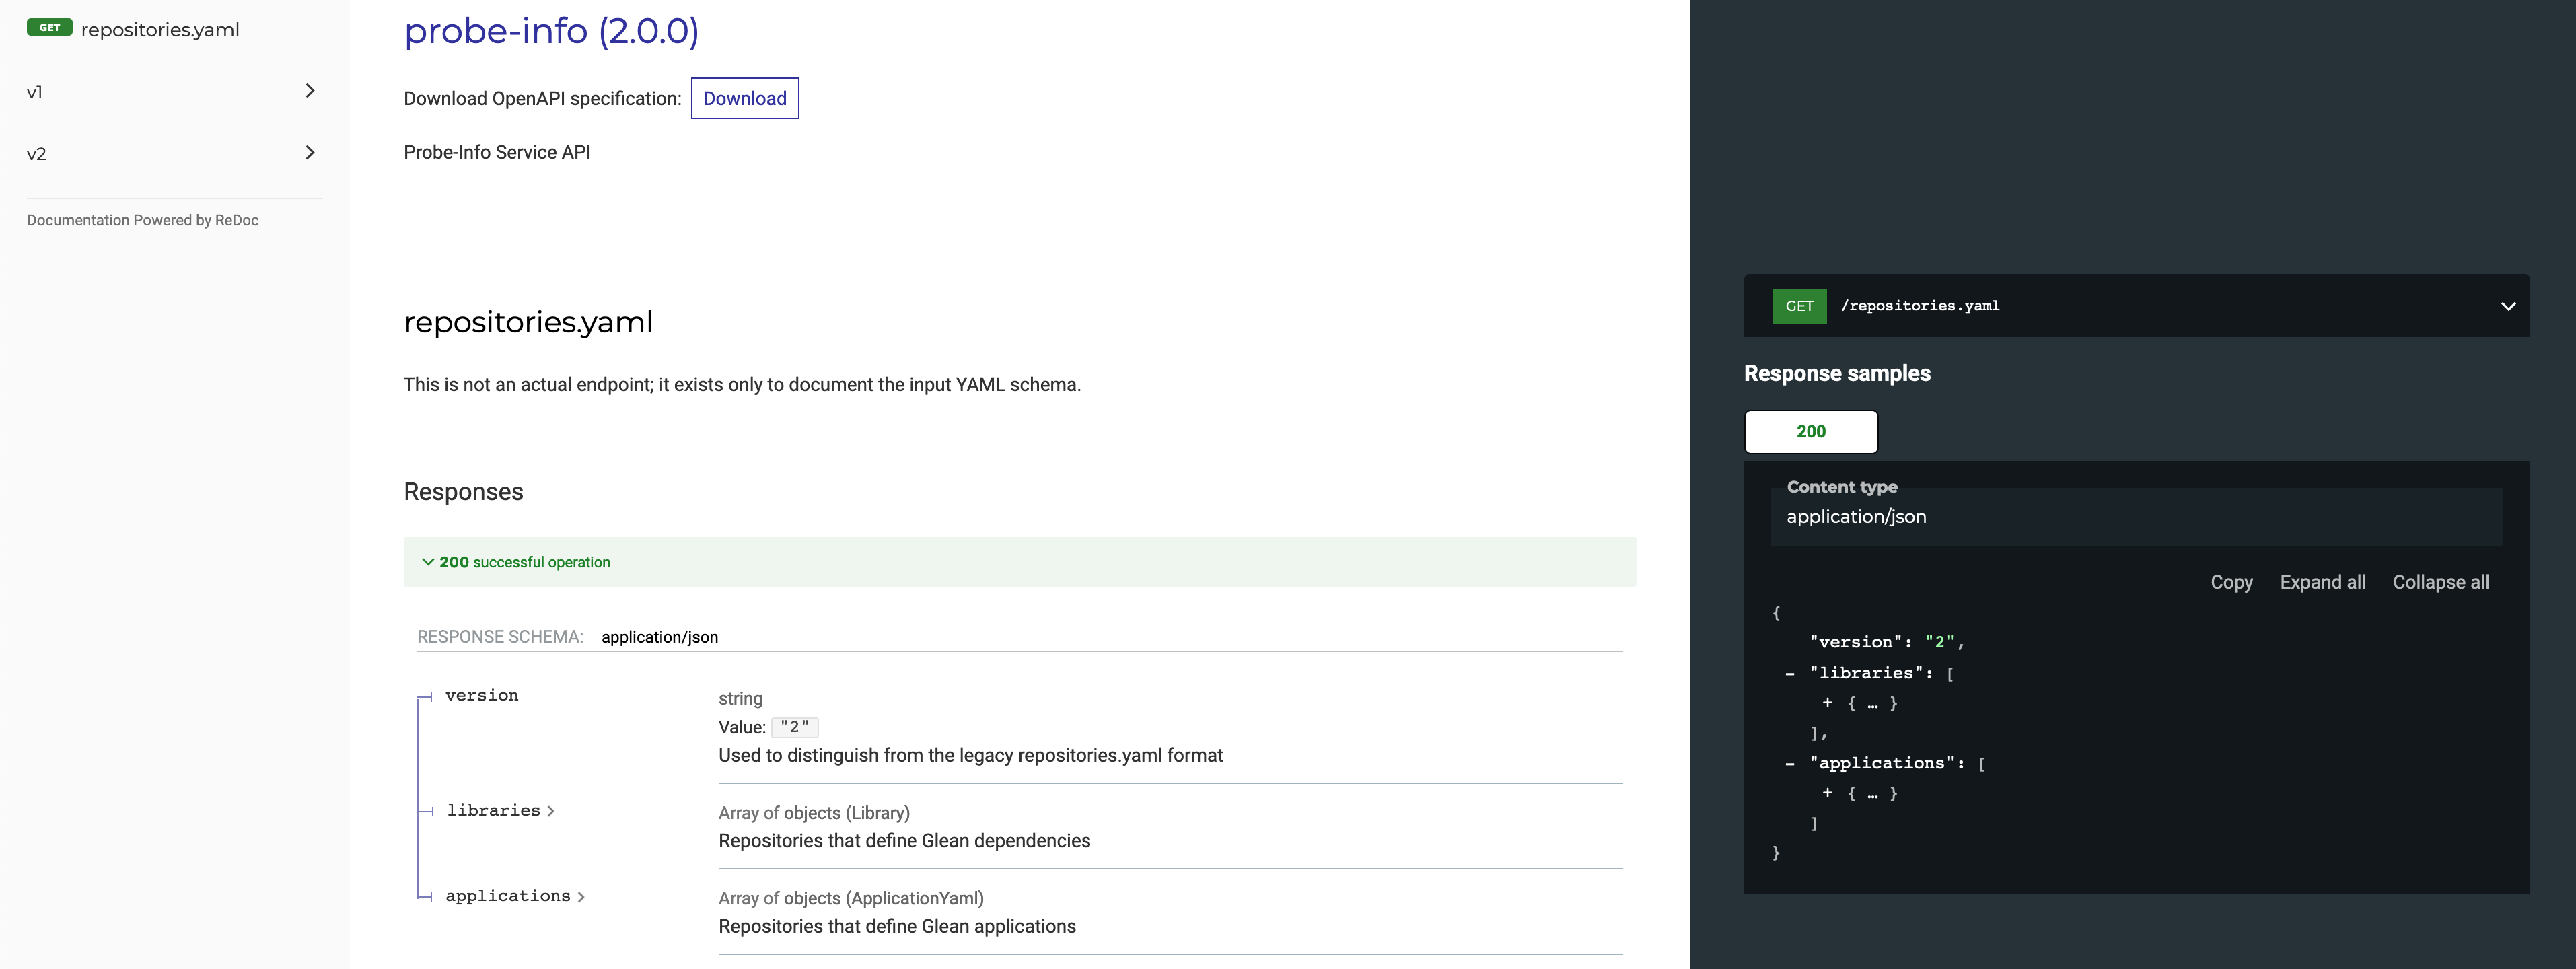 GET repositories.yaml
v1
v2
Documentation Powered by ReDoc
probe-info (2.0.0)
Download OpenAPI specification: Download
Probe-Info Service API
repositories.yaml
This is not an actual endpoint; it exists only to document the input YAML schema.
Responses
200 successful operation
RESPONSE SCHEMA: application/json
version
string
Value: "2"
Used to distinguish from the legacy repositories.yaml format
libraries
Array of objects (Library)
Repositories that define Glean dependencies
applications
Array of objects (ApplicationYaml)
Repositories that define Glean applications
GET /repositories.yaml
Response samples
200
Content type
application/json
Copy Expand all Collapse all
{
"version": "2",
- "libraries": [
+ { … }
],
- "applications": [
+ { … }
]
}